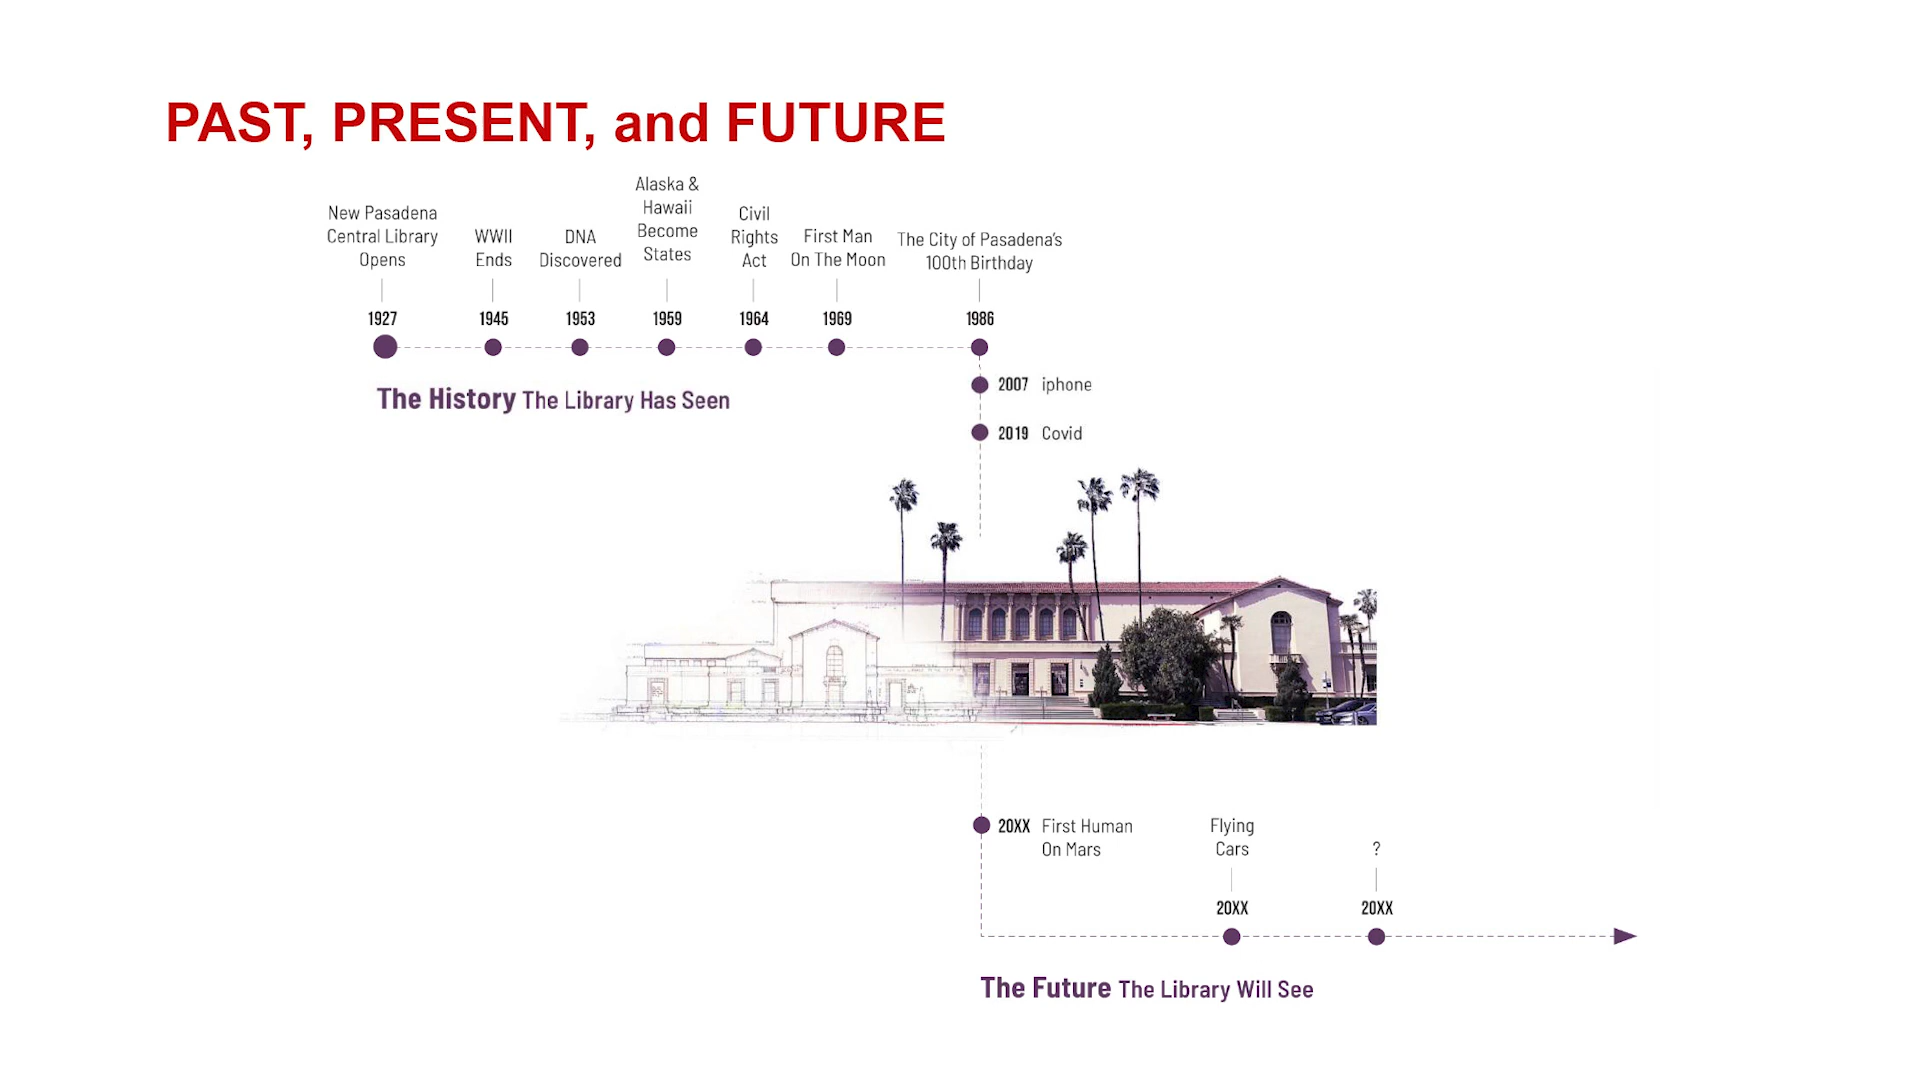 PAST, PRESENT, and FUTURE
New Pasadena
Central Library
Opens
1927
WWII
Ends
1945
DNA
Discovered
1953
Alaska &
Hawaii
Become
States
1959
Civil
Rights
Act
1964
First Man
On The Moon
1969
The City of Pasadena's
100th Birthday
1986
The History The Library Has Seen
2007 iphone
2019 Covid
20XX First Human
On Mars
Flying
Cars
20XX
?
20XX
The Future The Library Will See